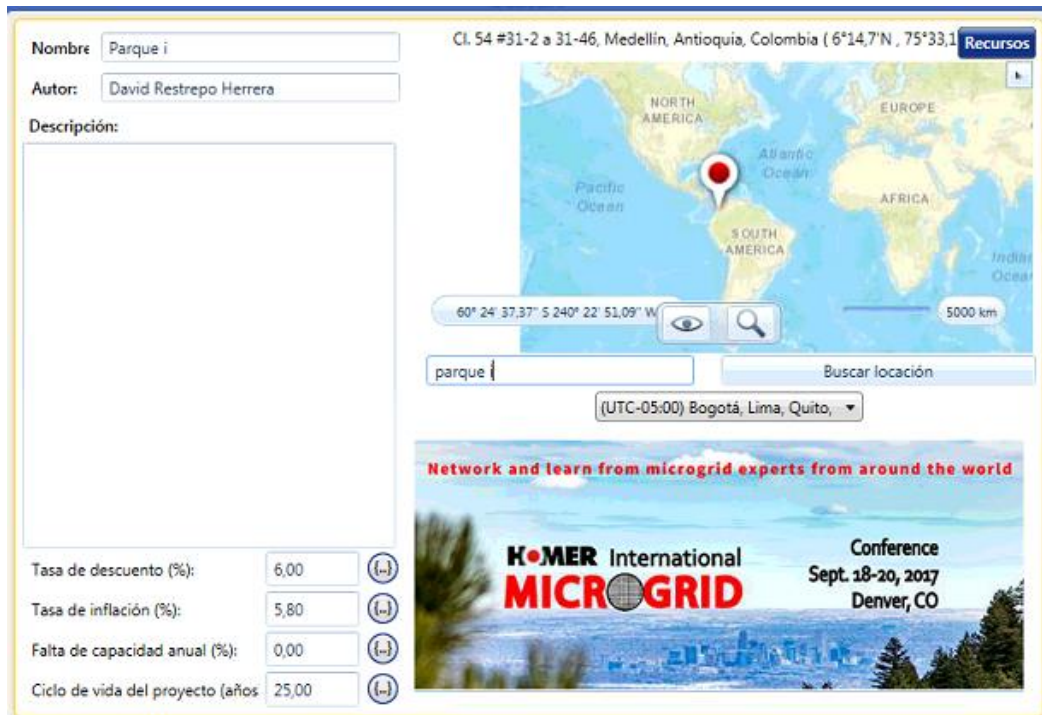 Nombre Parque i
Autor: David Restrepo Herrera
Descripción:
Tasa de descuento (%): 6,00 {..}
Tasa de inflación (%): 5,80 {..}
Falta de capacidad anual (%): 0,00 {..}
Ciclo de vida del proyecto (años 25,00 {..}
Cl. 54 #31-2 a 31-46, Medellín, Antioquia, Colombia ( 6°14,7'N , 75°33,1
Recursos
NORTH
AMERICA
EUROPE
Atlantic
Ocean
Pacific
Ocean
AFRICA
SOUTH
AMERICA
60° 24' 37,37" S 240° 22' 51,09" W
5000 km
parque i
Buscar locación
(UTC-05:00) Bogotá, Lima, Quito,
Network and learn from microgrid experts from around the world
HOMER International
MICROGRID
Conference
Sept. 18-20, 2017
Denver, CO